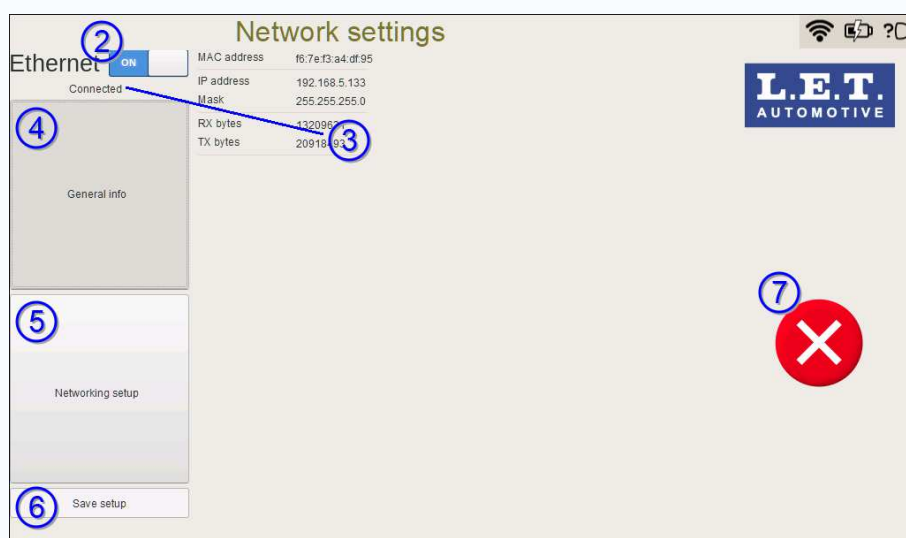 Network settings
?
2
Ethernet ON
Connected
MAC address f6:7e:f3:a4:df:95
IP address 192.168.5.133
Mask 255.255.255.0
RX bytes
TX bytes
3
L.E.T.
AUTOMOTIVE
4
General info
5
Networking setup
6
Save setup
7